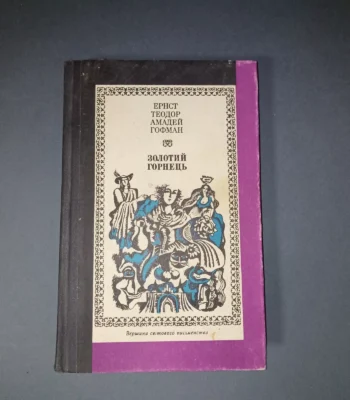 ЕРНСТ
ТЕОДОР
АМАДЕЙ
ГОФМАН
ЗОЛОТИЙ
ГОРНЕЦЬ
Вершини світового письменства